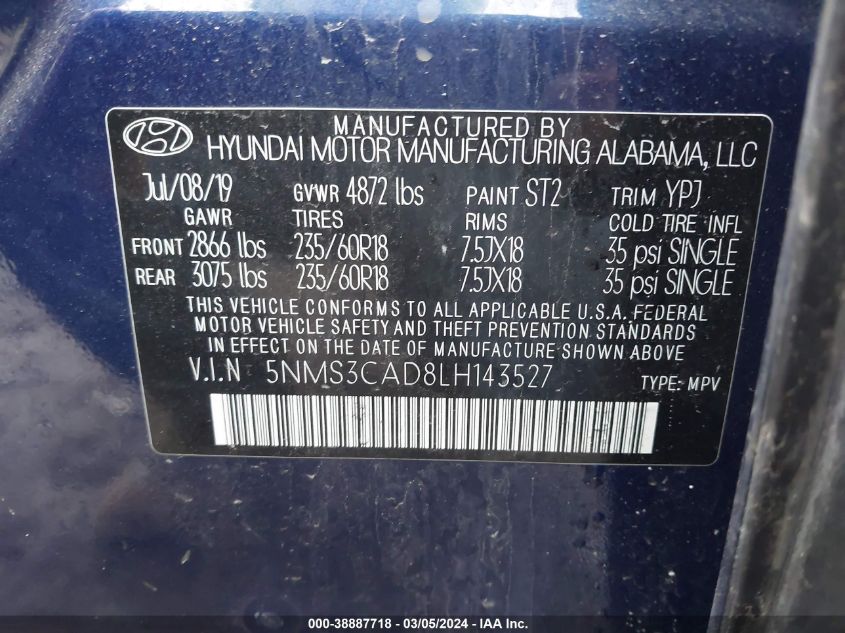 MANUFACTURED BY
HYUNDAI MOTOR MANUFACTURING ALABAMA, LLC
Jul/08/19 GVWR 4872 lbs PAINT ST2 TRIM YPJ
GAWR TIRES RIMS COLD TIRE INFL
FRONT 2866 lbs 235/60R18 7.5JX18 35 psi SINGLE
REAR 3075 lbs 235/60R18 7.5JX18 35 psi SINGLE
THIS VEHICLE CONFORMS TO ALL APPLICABLE U.S.A. FEDERAL
MOTOR VEHICLE SAFETY AND THEFT PREVENTION STANDARDS
IN EFFECT ON THE DATE OF MANUFACTURE SHOWN ABOVE
V.I.N 5NMS3CAD8LH143527 TYPE: MPV
000-38887718 - 03/05/2024 - IAA Inc.